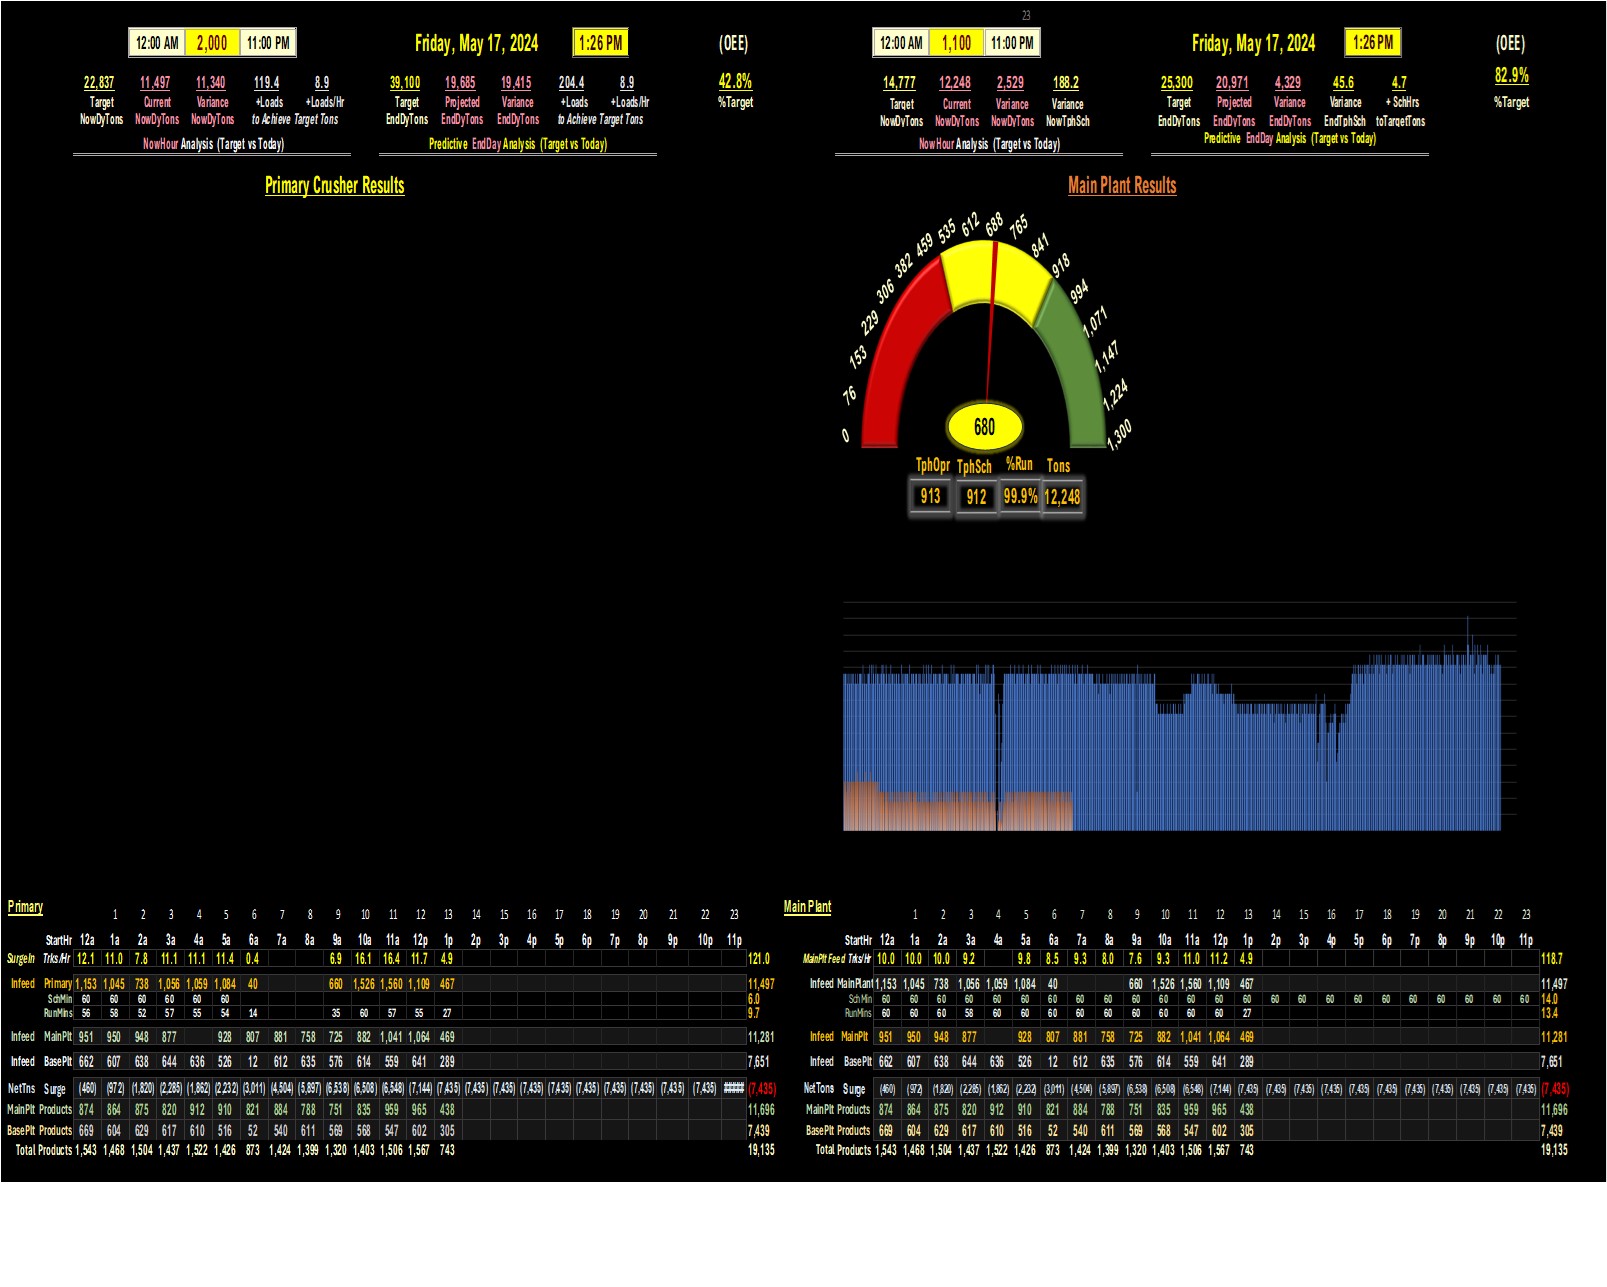 23
12:00 AM 2,000 11:00 PM Friday, May 17, 2024 1:26 PM (OEE) 12:00 AM 1,100 11:00 PM Friday, May 17, 2024 1:26 PM (OEE)
22,837 11,497 11,340 119.4 8.9 39,100 19,685 19,415 204.4 8.9 42.8% 14,777 12,248 2,529 188.2 25,300 20,971 4,329 45.6 4.7 82.9%
Target Current Variance +Loads +Loads/Hr Target Projected Variance +Loads +Loads/Hr %Target Target Current Variance Variance Target Projected Variance Variance + SchHrs %Target
NowDyTons NowDyTons NowDyTons to Achieve Target Tons EndDyTons EndDyTons EndDyTons to Achieve Target Tons NowDyTons NowDyTons NowDyTons NowTphSch EndDyTons EndDyTons EndDyTons EndTphSch toTargetTons
NowHour Analysis (Target vs Today) Predictive EndDay Analysis (Target vs Today) NowHour Analysis (Target vs Today) Predictive EndDay Analysis (Target vs Today)
Primary Crusher Results Main Plant Results
0 76 153 229 306 382 459 535 612 688 765 841 918 994 1,071 1,147 1,224 1,300
680
TphOpr TphSch %Run Tons
913 912 99.9% 12,248
Primary
1 2 3 4 5 6 7 8 9 10 11 12 13 14 15 16 17 18 19 20 21 22 23
StartHr 12a 1a 2a 3a 4a 5a 6a 7a 8a 9a 10a 11a 12p 1p 2p 3p 4p 5p 6p 7p 8p 9p 10p 11p
SurgeIn Trks/Hr 12.1 11.0 7.8 11.1 11.1 11.4 0.4 6.9 16.1 16.4 11.7 4.9 121.0
Infeed Primary 1,153 1,045 738 1,056 1,059 1,084 40 660 1,526 1,560 1,109 467 11,497
SchMin 60 60 60 60 60 60 6.0
RunMins 56 58 52 57 55 54 14 35 60 57 55 27 9.7
Infeed MainPlt 951 950 948 877 928 807 881 758 725 882 1,041 1,064 469 11,281
Infeed BasePlt 662 607 638 644 636 526 12 612 635 576 614 559 641 289 7,651
NetTns Surge (460) (972) (1,820) (2,285) (1,862) (2,232) (3,011) (4,504) (5,897) (6,538) (6,508) (6,548) (7,144) (7,435) (7,435) (7,435) (7,435) (7,435) (7,435) (7,435) (7,435) (7,435) (7,435) ##### (7,435)
MainPlt Products 874 864 875 820 912 910 821 884 788 751 835 959 965 438 11,696
BasePlt Products 669 604 629 617 610 516 52 540 611 569 568 547 602 305 7,439
Total Products 1,543 1,468 1,504 1,437 1,522 1,426 873 1,424 1,399 1,320 1,403 1,506 1,567 743 19,135
Main Plant
1 2 3 4 5 6 7 8 9 10 11 12 13 14 15 16 17 18 19 20 21 22 23
StartHr 12a 1a 2a 3a 4a 5a 6a 7a 8a 9a 10a 11a 12p 1p 2p 3p 4p 5p 6p 7p 8p 9p 10p 11p
MainPlt Feed Trks/Hr 10.0 10.0 10.0 9.2 9.8 8.5 9.3 8.0 7.6 9.3 11.0 11.2 4.9 118.7
Infeed MainPlant 1,153 1,045 738 1,056 1,059 1,084 40 660 1,526 1,560 1,109 467 11,497
SchMin 60 60 60 60 60 60 60 60 60 60 60 60 60 60 60 60 60 60 60 60 60 60 60 60 14.0
RunMins 60 60 60 58 60 60 60 60 60 60 60 60 27 13.4
Infeed MainPlt 951 950 948 877 928 807 881 758 725 882 1,041 1,064 469 11,281
Infeed BasePlt 662 607 638 644 636 526 12 612 635 576 614 559 641 289 7,651
NetTons Surge (460) (972) (1,820) (2,285) (1,862) (2,232) (3,011) (4,504) (5,897) (6,538) (6,508) (6,548) (7,144) (7,435) (7,435) (7,435) (7,435) (7,435) (7,435) (7,435) (7,435) (7,435) (7,435) (7,435) (7,435)
MainPlt Products 874 864 875 820 912 910 821 884 788 751 835 959 965 438 11,696
BasePlt Products 669 604 629 617 610 516 52 540 611 569 568 547 602 305 7,439
Total Products 1,543 1,468 1,504 1,437 1,522 1,426 873 1,424 1,399 1,320 1,403 1,506 1,567 743 19,135